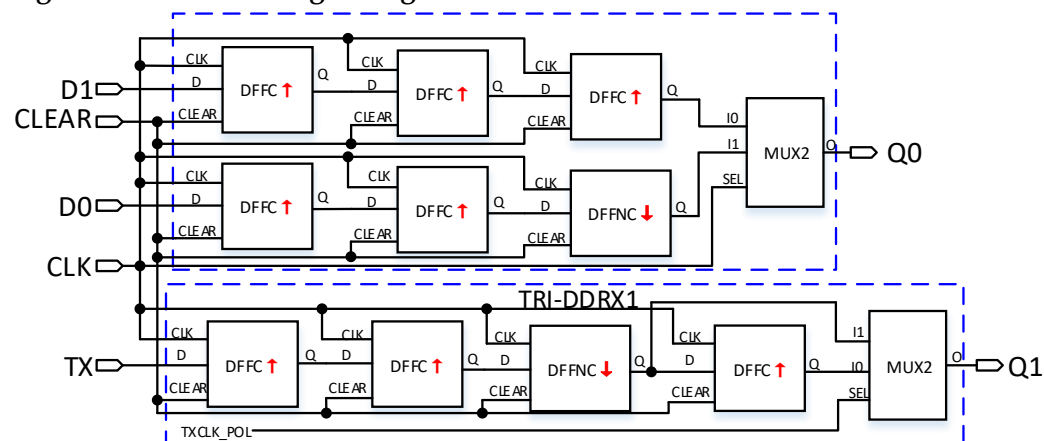 CLK
D
CLEAR
DFFC
Q
CLK
D
CLEAR
DFFC
Q
CLK
D
CLEAR
DFFC
Q
D1
CLEAR
I0
I1
SEL
MUX2
O
Q0
CLK
D
CLEAR
DFFC
Q
CLK
D
CLEAR
DFFC
Q
CLK
D
CLEAR
DFFNC
Q
D0
CLK
TRI-DDRX1
CLK
D
CLEAR
DFFC
Q
CLK
D
CLEAR
DFFC
Q
CLK
D
CLEAR
DFFNC
Q
CLK
D
CLEAR
DFFC
Q
TX
I1
I0
SEL
MUX2
O
Q1
TXCLK_POL